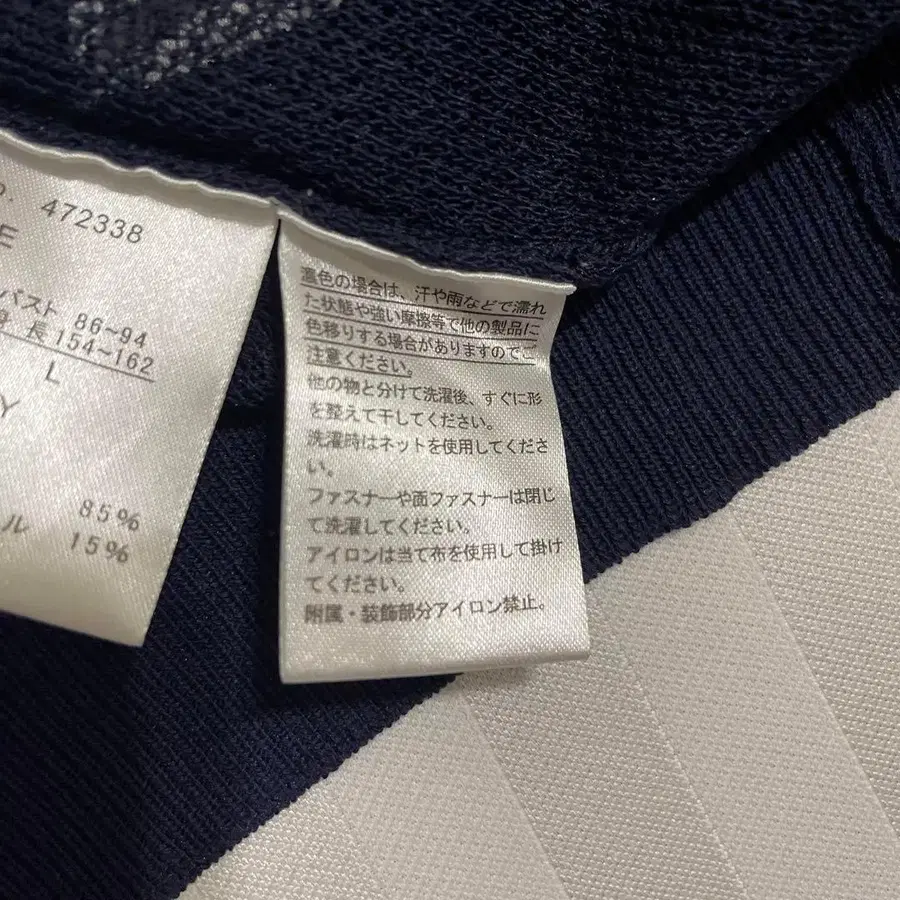 472338
E
バスト 86~94
身 長154~162
L
Y
85%
ル 15%
濃色の場合は、汗や雨などで濡れ
た状態や強い摩擦等で他の製品に
色移りする場合がありますのでご
注意ください。
他の物と分けて洗濯後、すぐに形
を整えて干してください。
洗濯時はネットを使用してくださ
い。
ファスナーや面ファスナーは閉じ
て洗濯してください。
アイロンは当て布を使用して掛け
てください。
附属・装飾部分アイロン禁止。